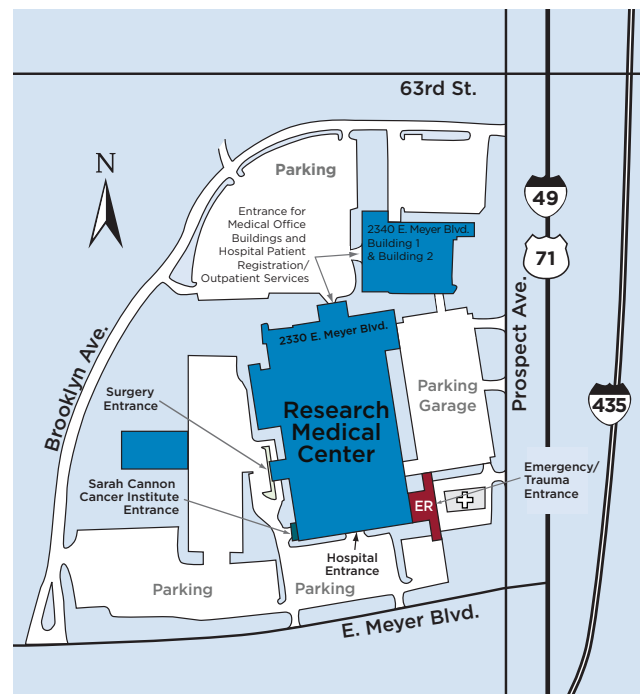 63rd St.
N
Parking
49
71
435
Entrance for
Medical Office
Buildings and
Hospital Patient
Registration/
Outpatient Services
2340 E. Meyer Blvd.
Building 1
& Building 2
2330 E. Meyer Blvd.
Brooklyn Ave.
Prospect Ave.
Parking
Garage
Surgery
Entrance
Research
Medical
Center
Sarah Cannon
Cancer Institute
Entrance
Emergency/
Trauma
Entrance
ER
Hospital
Entrance
Parking
Parking
E. Meyer Blvd.